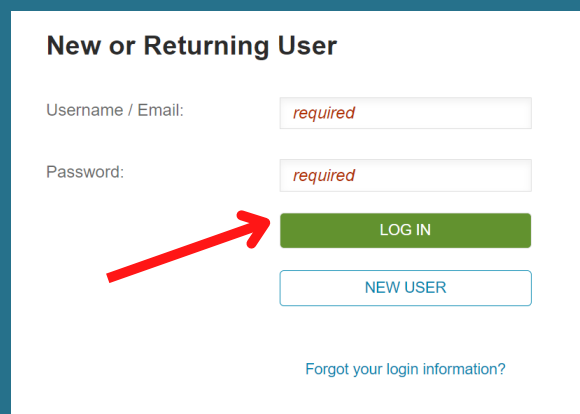 New or Returning User
Username / Email:
required
Password:
required
LOG IN
NEW USER
Forgot your login information?